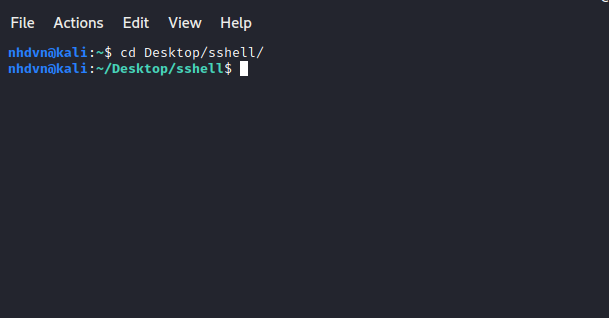 File Actions Edit View Help
nhdvn@kali:~$ cd Desktop/sshell/
nhdvn@kali:~/Desktop/sshell$